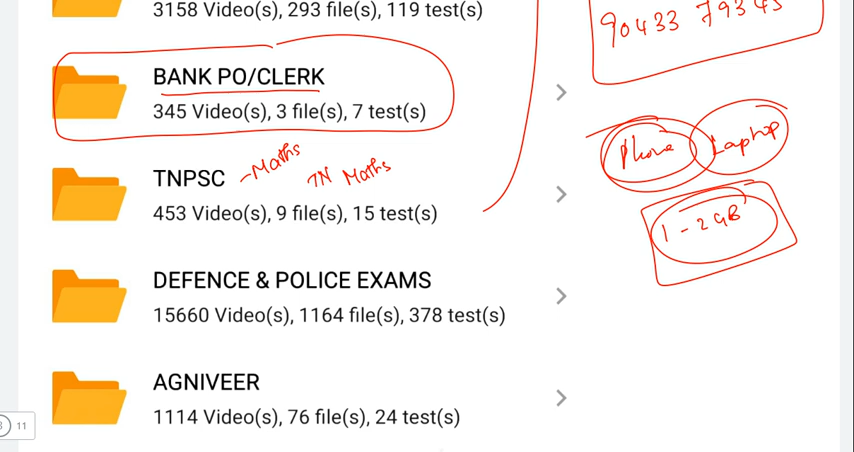 3158 Video(s), 293 file(s), 119 test(s)
90433 79345
BANK PO/CLERK
345 Video(s), 3 file(s), 7 test(s)
Phone Laptop
TNPSC - Maths TN Maths
453 Video(s), 9 file(s), 15 test(s)
1 - 2 GB
DEFENCE & POLICE EXAMS
15660 Video(s), 1164 file(s), 378 test(s)
AGNIVEER
1114 Video(s), 76 file(s), 24 test(s)
11